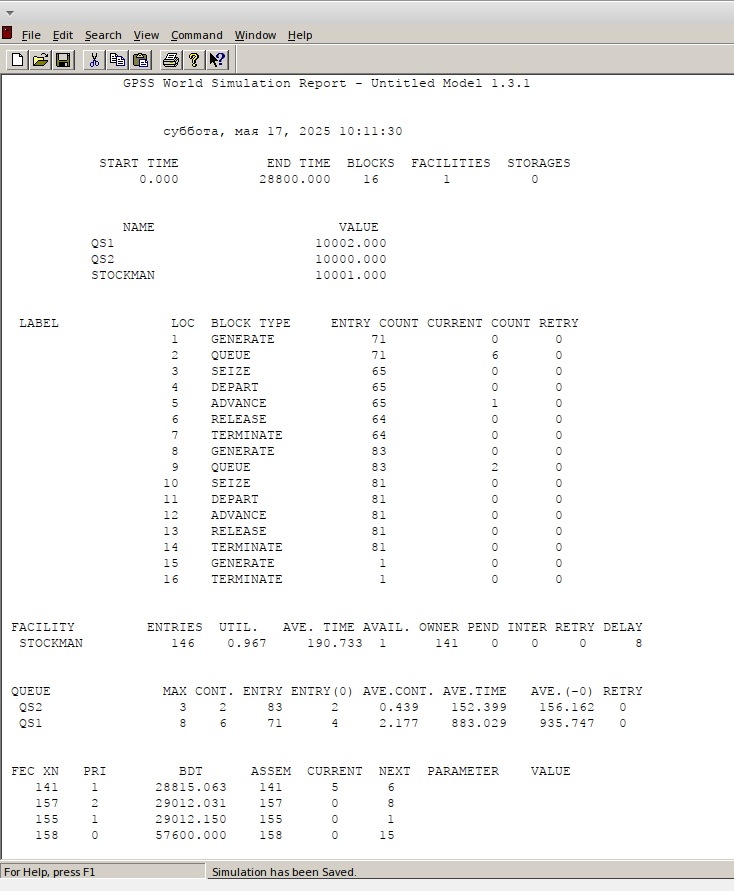 File Edit Search View Command Window Help
GPSS World Simulation Report - Untitled Model 1.3.1
суббота, мая 17, 2025 10:11:30
START TIME END TIME BLOCKS FACILITIES STORAGES
0.000 28800.000 16 1 0
NAME VALUE
QS1 10002.000
QS2 10000.000
STOCKMAN 10001.000
LABEL LOC BLOCK TYPE ENTRY COUNT CURRENT COUNT RETRY
1 GENERATE 71 0 0
2 QUEUE 71 6 0
3 SEIZE 65 0 0
4 DEPART 65 0 0
5 ADVANCE 65 1 0
6 RELEASE 64 0 0
7 TERMINATE 64 0 0
8 GENERATE 83 0 0
9 QUEUE 83 2 0
10 SEIZE 81 0 0
11 DEPART 81 0 0
12 ADVANCE 81 0 0
13 RELEASE 81 0 0
14 TERMINATE 81 0 0
15 GENERATE 1 0 0
16 TERMINATE 1 0 0
FACILITY ENTRIES UTIL. AVE. TIME AVAIL. OWNER PEND INTER RETRY DELAY
STOCKMAN 146 0.967 190.733 1 141 0 0 0 8
QUEUE MAX CONT. ENTRY ENTRY(0) AVE.CONT. AVE.TIME AVE.(-0) RETRY
QS2 3 2 83 2 0.439 152.399 156.162 0
QS1 8 6 71 4 2.177 883.029 935.747 0
FEC XN PRI BDT ASSEM CURRENT NEXT PARAMETER VALUE
141 1 28815.063 141 5 6
157 2 29012.031 157 0 8
155 1 29012.150 155 0 1
158 0 57600.000 158 0 15
For Help, press F1 Simulation has been Saved.